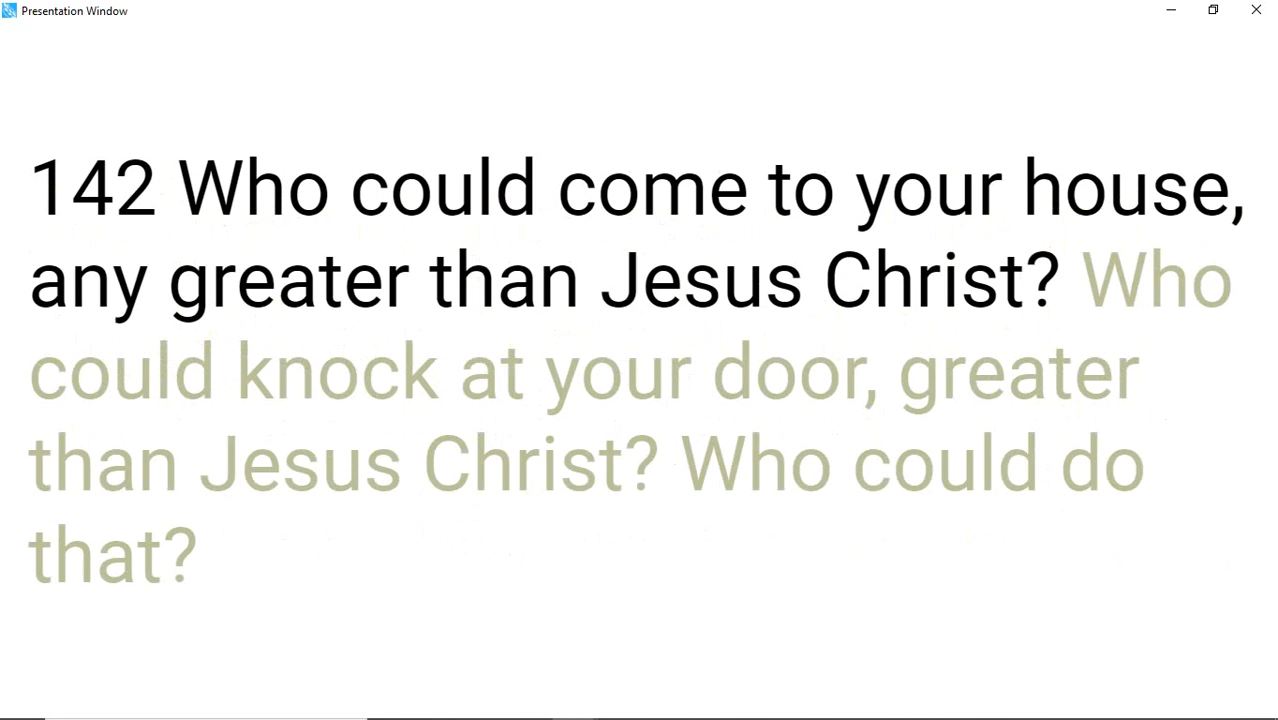 Presentation Window
142 Who could come to your house,
any greater than Jesus Christ? Who
could knock at your door, greater
than Jesus Christ? Who could do
that?